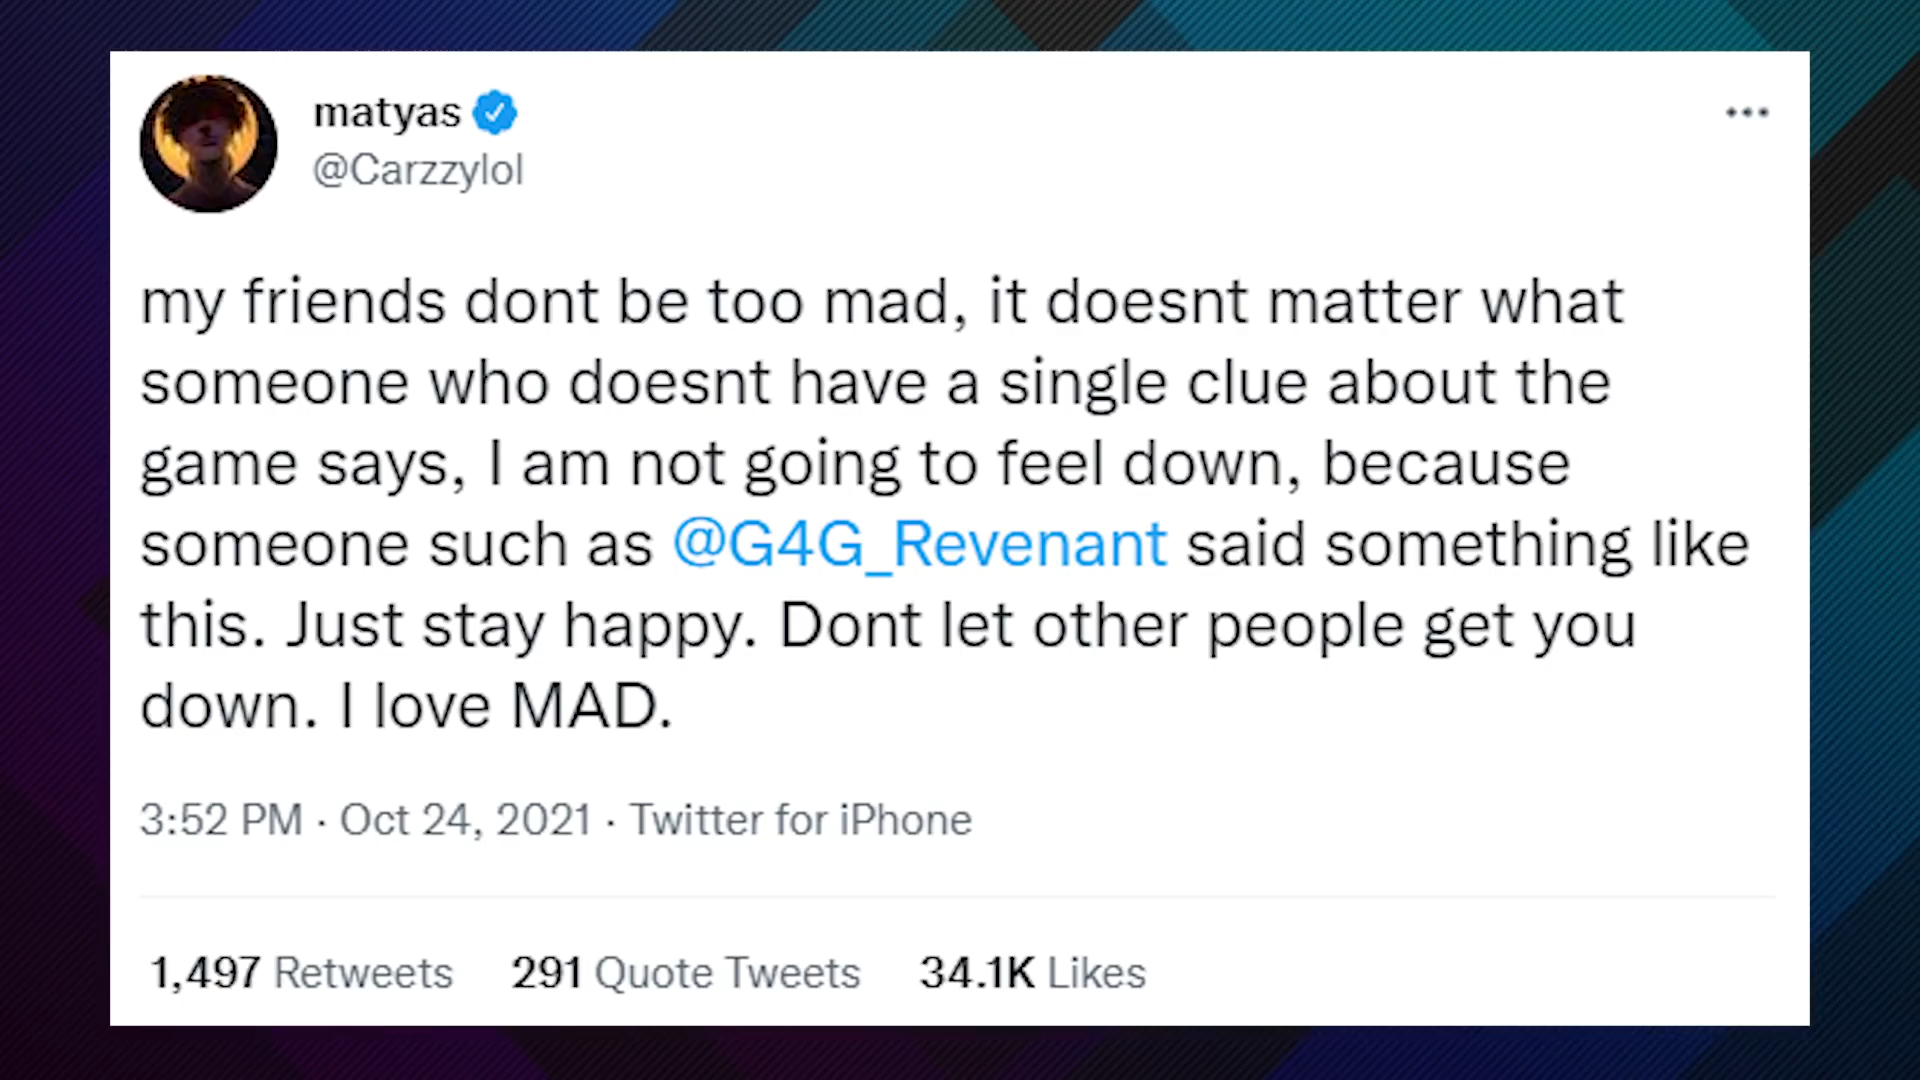 matyas
@Carzzylol
my friends dont be too mad, it doesnt matter what
someone who doesnt have a single clue about the
game says, I am not going to feel down, because
someone such as @G4G_Revenant said something like
this. Just stay happy. Dont let other people get you
down. I love MAD.
3:52 PM · Oct 24, 2021 · Twitter for iPhone
1,497 Retweets 291 Quote Tweets 34.1K Likes